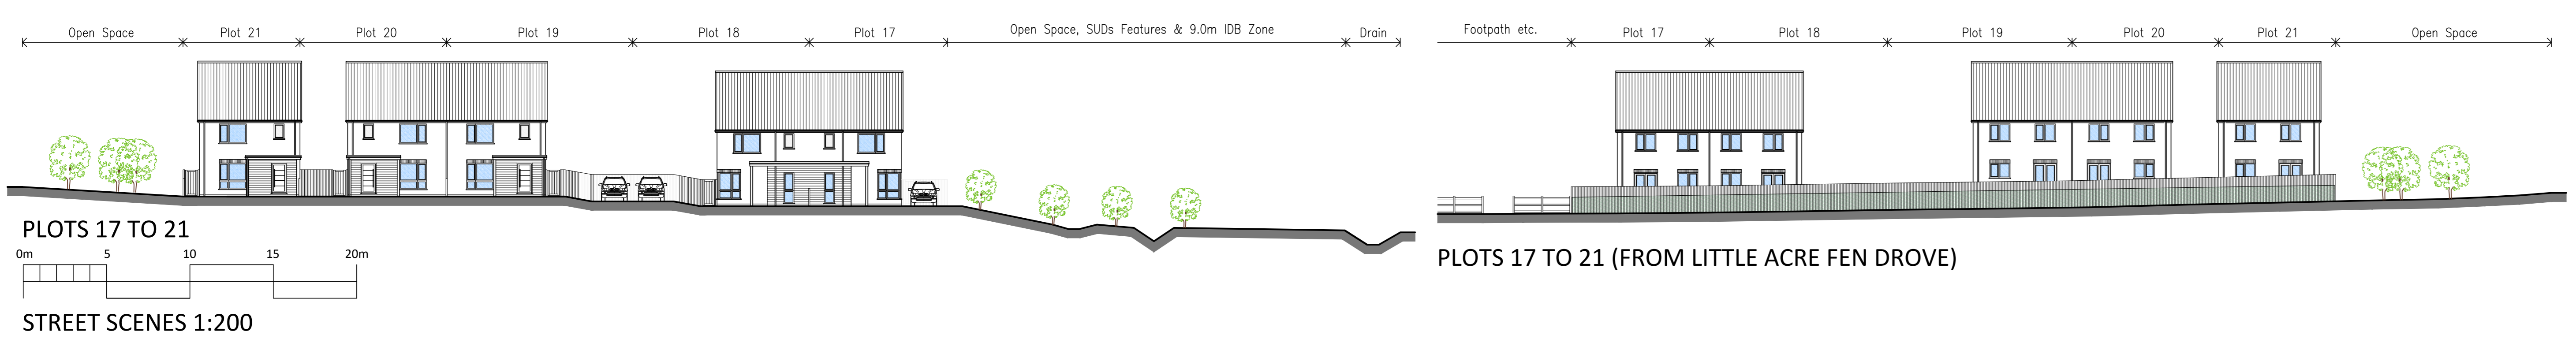 Open Space Plot 21 Plot 20 Plot 19 Plot 18 Plot 17 Open Space, SUDs Features & 9.0m IDB Zone Drain
PLOTS 17 TO 21
0m 5 10 15 20m
STREET SCENES 1:200
Footpath etc. Plot 17 Plot 18 Plot 19 Plot 20 Plot 21 Open Space
PLOTS 17 TO 21 (FROM LITTLE ACRE FEN DROVE)